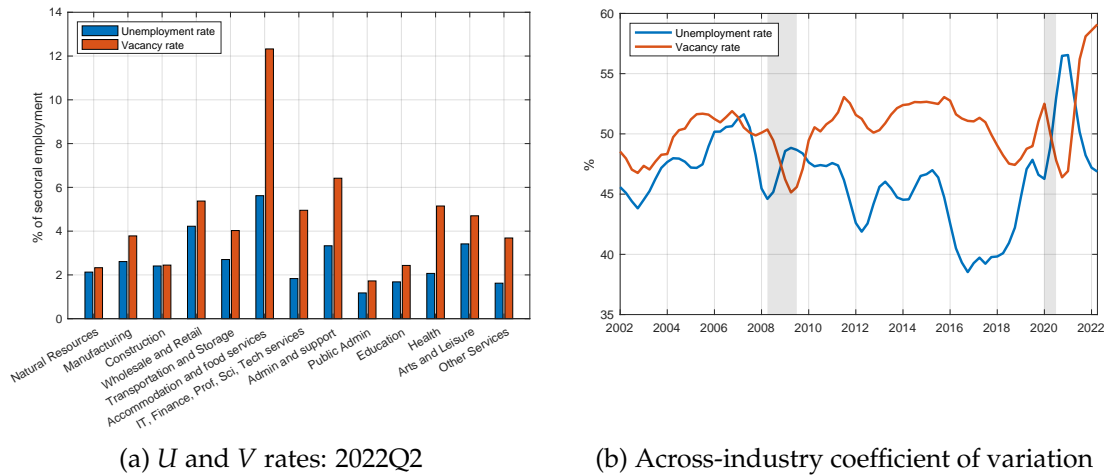 14
12
10
8
6
4
2
0
% of sectoral employment
Unemployment rate
Vacancy rate
Natural Resources
Manufacturing
Construction
Wholesale and Retail
Transportation and Storage
Accommodation and food services
IT, Finance, Prof, Sci, Tech services
Admin and support
Public Admin
Education
Health
Arts and Leisure
Other Services
(a) U and V rates: 2022Q2
60
55
50
45
40
35
%
Unemployment rate
Vacancy rate
2002
2004
2006
2008
2010
2012
2014
2016
2018
2020
2022
(b) Across-industry coefficient of variation